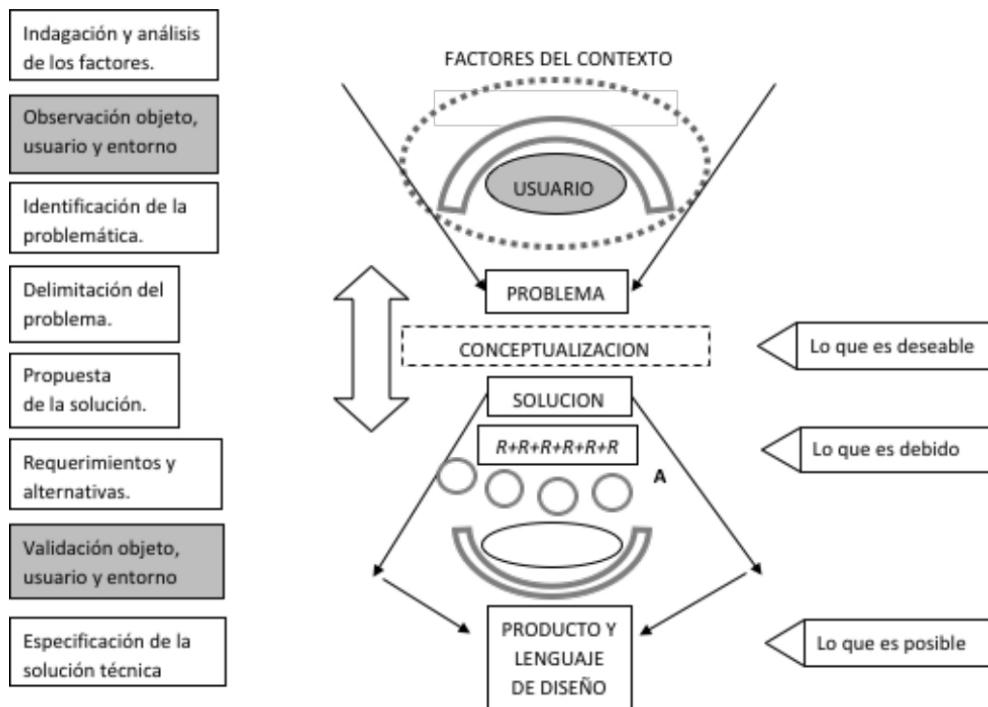 Indagación y análisis
de los factores.
Observación objeto,
usuario y entorno
Identificación de la
problemática.
Delimitación del
problema.
Propuesta
de la solución.
Requerimientos y
alternativas.
Validación objeto,
usuario y entorno
Especificación de la
solución técnica
FACTORES DEL CONTEXTO
USUARIO
PROBLEMA
CONCEPTUALIZACION
SOLUCION
R+R+R+R+R+R
A
PRODUCTO Y
LENGUAJE
DE DISEÑO
Lo que es deseable
Lo que es debido
Lo que es posible